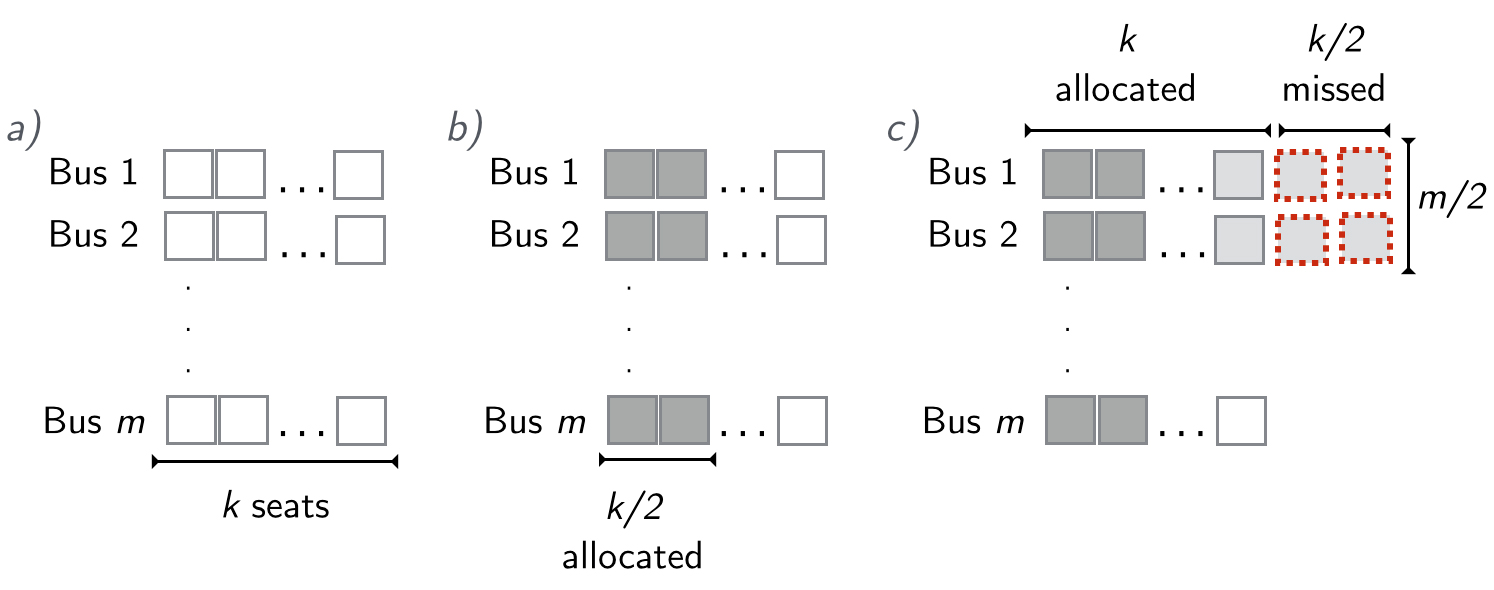 a)
Bus 1
. . .
Bus 2
. . .
.
.
.
Bus m
. . .
k seats
b)
Bus 1
. . .
Bus 2
. . .
.
.
.
Bus m
. . .
k/2
allocated
c)
k
allocated
k/2
missed
Bus 1
. . .
Bus 2
. . .
m/2
.
.
.
Bus m
. . .